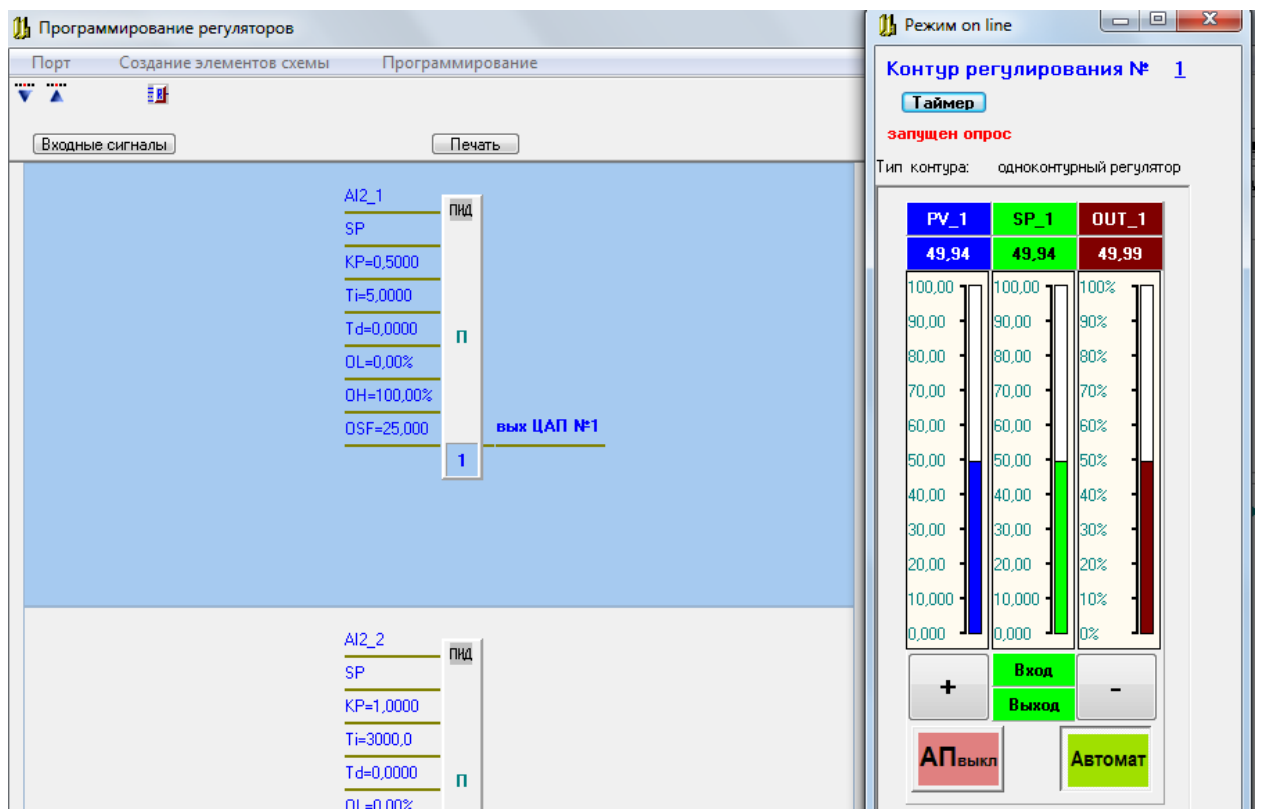 Программирование регуляторов
Порт Создание элементов схемы Программирование
Входные сигналы Печать
AI2_1
ПИД
SP
KP=0,5000
Ti=5,0000
Td=0,0000
П
OL=0,00%
OH=100,00%
OSF=25,000
вых ЦАП №1
1
AI2_2
ПИД
SP
KP=1,0000
Ti=3000,0
Td=0,0000
П
OL=0,00%
Режим on line
Контур регулирования № 1
Таймер
запущен опрос
Тип контура: одноконтурный регулятор
PV_1 SP_1 OUT_1
49,94 49,94 49,99
100,00 100,00 100%
90,00 90,00 90%
80,00 80,00 80%
70,00 70,00 70%
60,00 60,00 60%
50,00 50,00 50%
40,00 40,00 40%
30,00 30,00 30%
20,00 20,00 20%
10,000 10,000 10%
0,000 0,000 0%
+ Вход -
Выход
АПвыкл Автомат